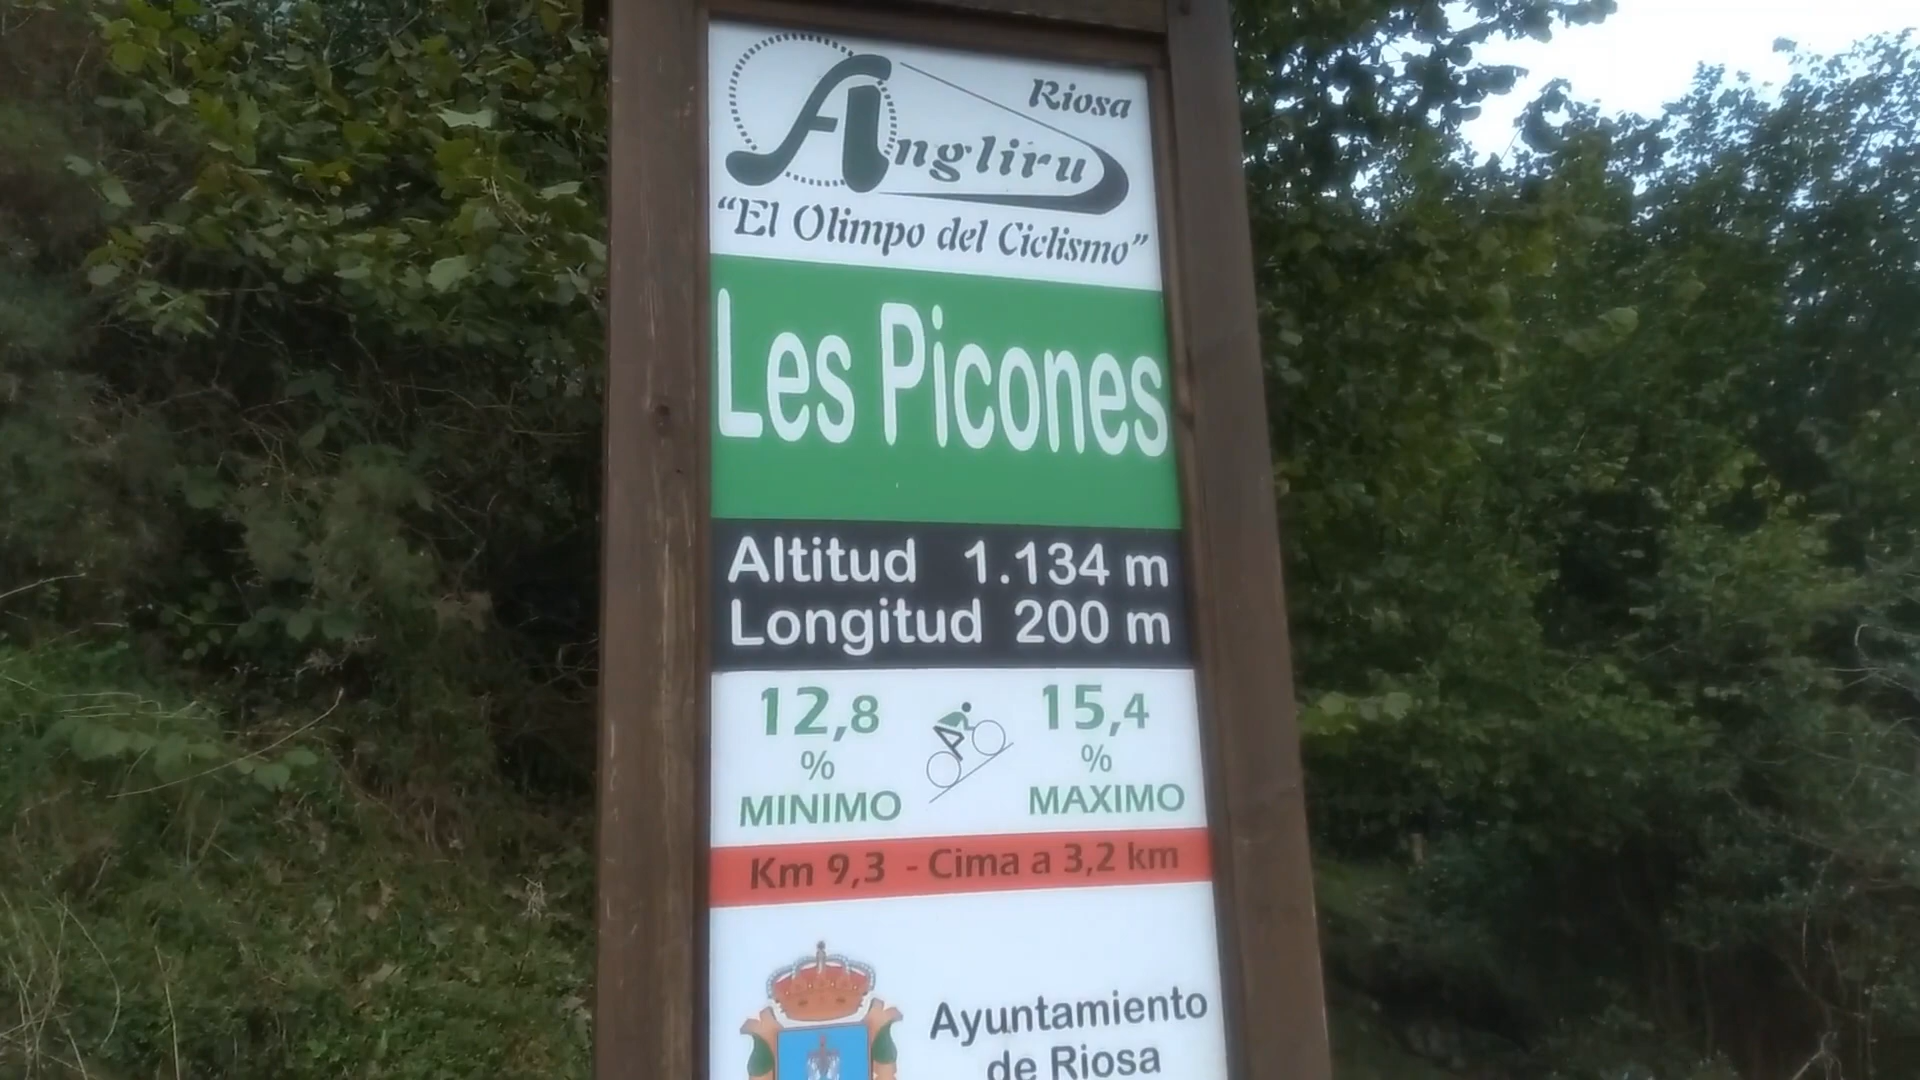 Riosa
Angliru
"El Olimpo del Ciclismo"
Les Picones
Altitud 1.134 m
Longitud 200 m
12,8 15,4
% %
MINIMO MAXIMO
Km 9,3 - Cima a 3,2 km
Ayuntamiento
de Riosa